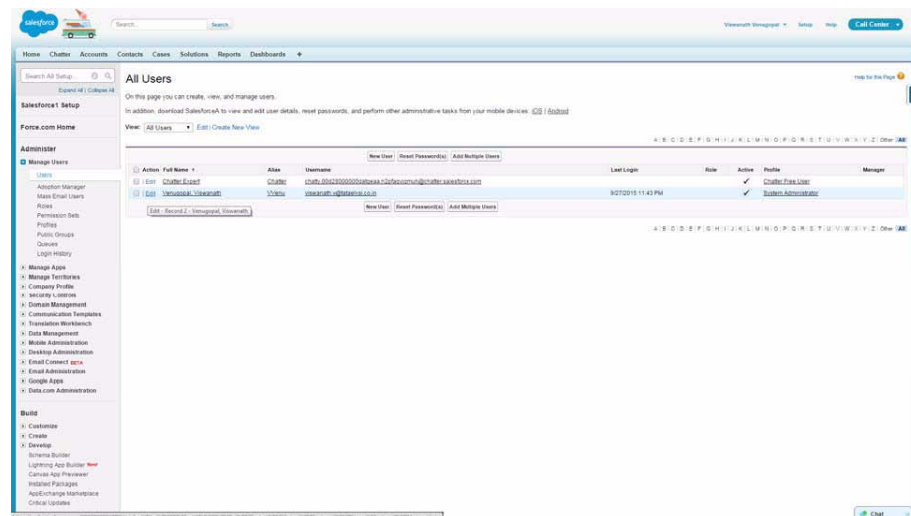 salesforce
Search... Search
Setup Help Call Center
Home Chatter Accounts Contacts Cases Solutions Reports Dashboards +
Search All Setup...
Expand All | Collapse All
Salesforce1 Setup
Force.com Home
Administer
Manage Users
Users
Adoption Manager
Mass Email Users
Roles
Permission Sets
Profiles
Public Groups
Queues
Login History
Manage Apps
Manage Territories
Company Profile
Security Controls
Domain Management
Communication Templates
Translation Workbench
Data Management
Mobile Administration
Desktop Administration
Email Connect BETA
Email Administration
Google Apps
Data.com Administration
Build
Customize
Create
Develop
Schema Builder
Lightning App Builder New!
Canvas App Previewer
Installed Packages
AppExchange Marketplace
Critical Updates
All Users
Help for this Page
On this page you can create, view, and manage users.
In addition, download SalesforceA to view and edit user details, reset passwords, and perform other administrative tasks from your mobile devices: iOS | Android
View: All Users Edit | Create New View
A | B | C | D | E | F | G | H | I | J | K | L | M | N | O | P | Q | R | S | T | U | V | W | X | Y | Z | Other All
New User Reset Password(s) Add Multiple Users
Action Full Name Alias Username Last Login Role Active Profile Manager
Edit Chatter Expert Chatter Chatter Free User
Edit Venugopal, Viswanath VVenu 9/27/2015 11:43 PM System Administrator
Edit - Record 2 - Venugopal, Viswanath
New User Reset Password(s) Add Multiple Users
A | B | C | D | E | F | G | H | I | J | K | L | M | N | O | P | Q | R | S | T | U | V | W | X | Y | Z | Other All
Chat